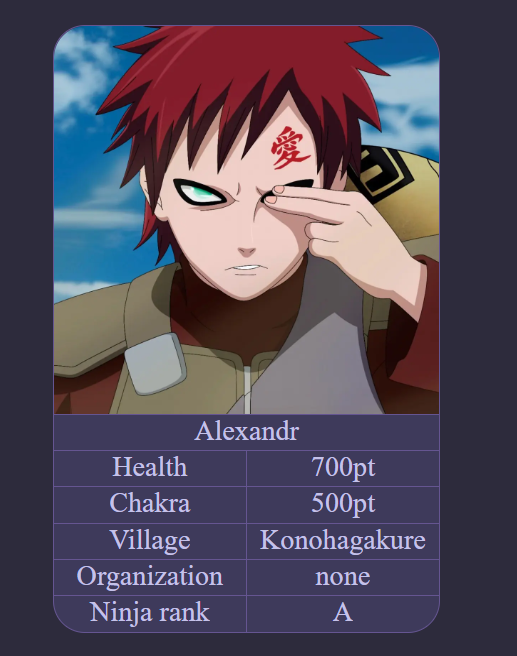 愛
Alexandr
Health 700pt
Chakra 500pt
Village Konohagakure
Organization none
Ninja rank A